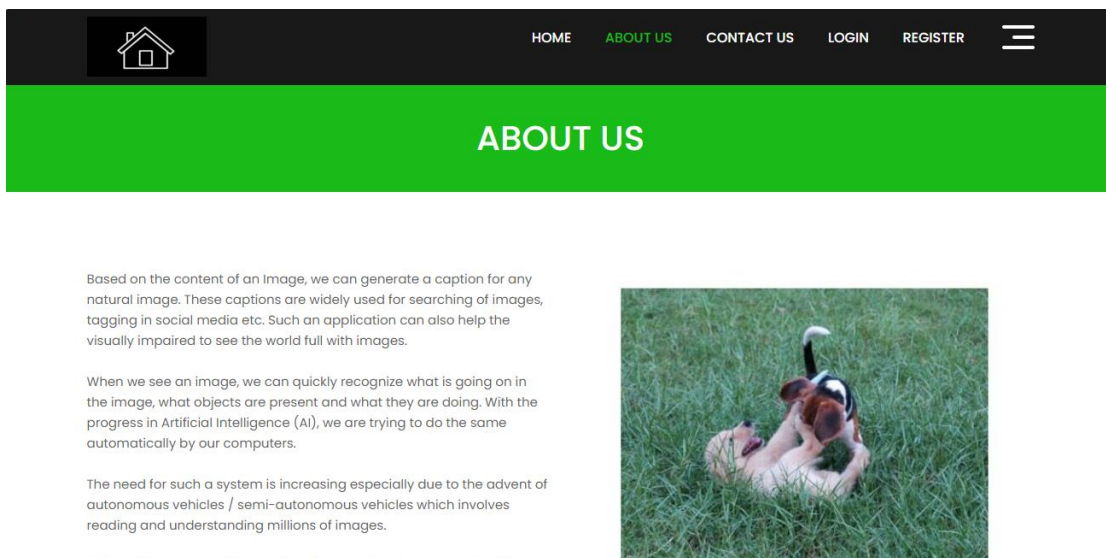 HOME ABOUT US CONTACT US LOGIN REGISTER
ABOUT US
Based on the content of an Image, we can generate a caption for any
natural image. These captions are widely used for searching of images,
tagging in social media etc. Such an application can also help the
visually impaired to see the world full with images.
When we see an image, we can quickly recognize what is going on in
the image, what objects are present and what they are doing. With the
progress in Artificial Intelligence (AI), we are trying to do the same
automatically by our computers.
The need for such a system is increasing especially due to the advent of
autonomous vehicles / semi-autonomous vehicles which involves
reading and understanding millions of images.